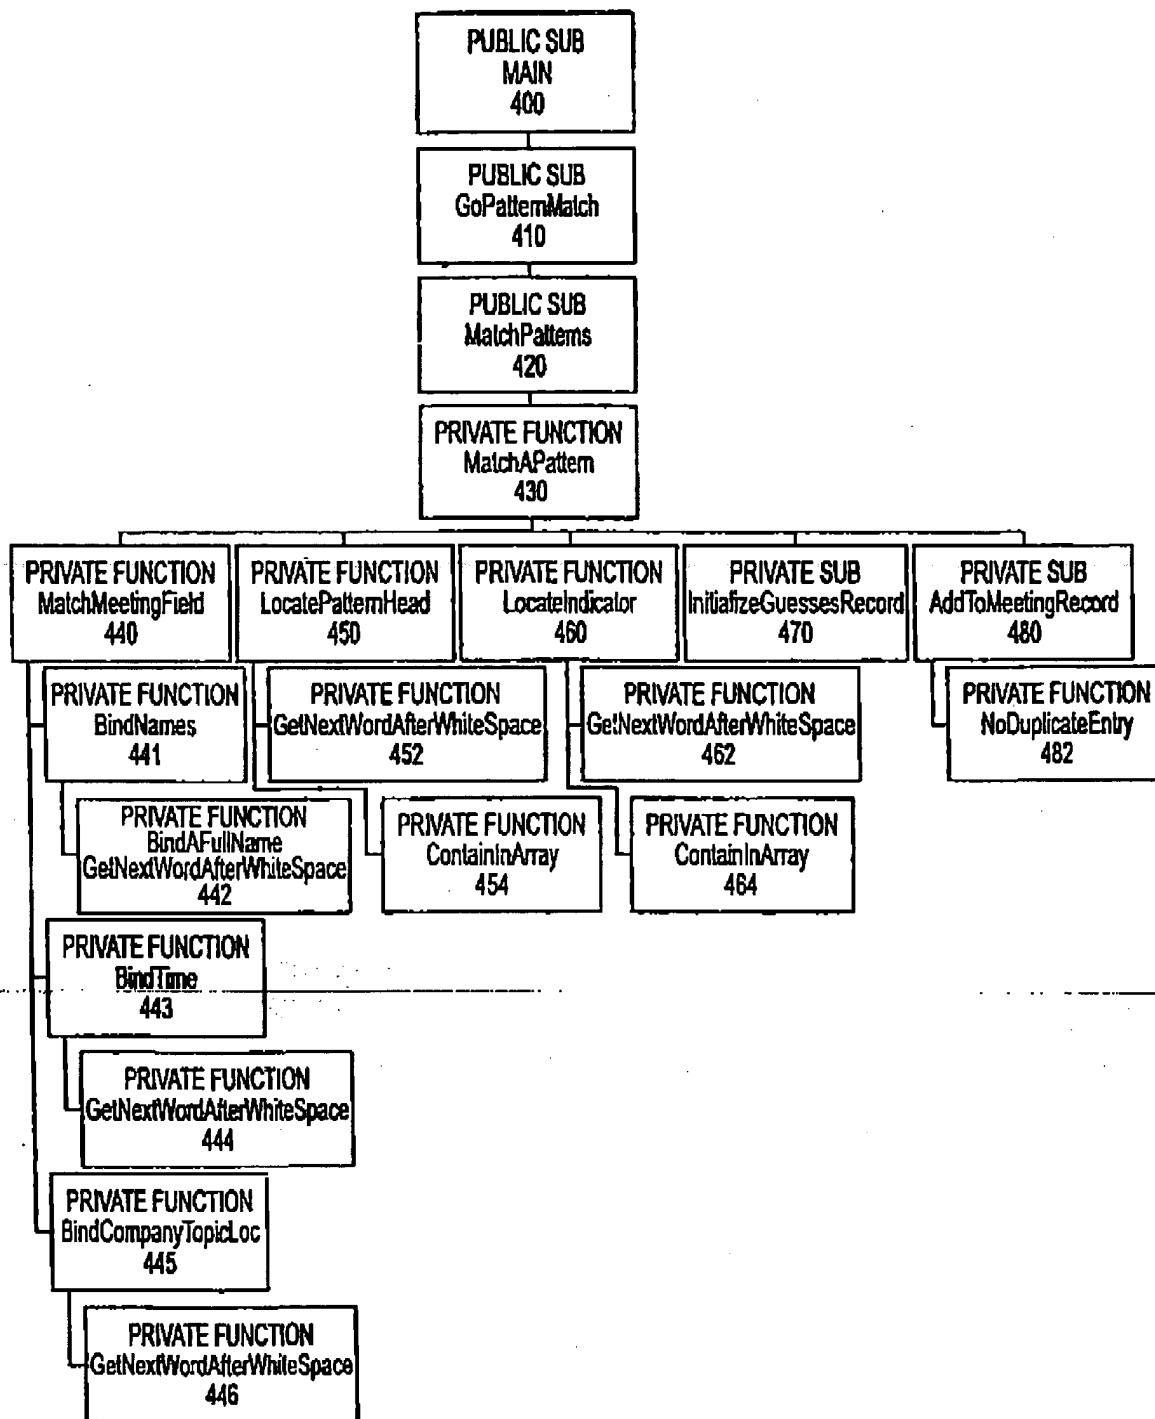 PUBLIC SUB
MAIN
400
PUBLIC SUB
GoPatternMatch
410
PUBLIC SUB
MatchPatterns
420
PRIVATE FUNCTION
MatchAPattern
430
PRIVATE FUNCTION
MatchMeetingField
440
PRIVATE FUNCTION
LocatePatternHead
450
PRIVATE FUNCTION
LocateIndicator
460
PRIVATE SUB
InitializeGuessesRecord
470
PRIVATE SUB
AddToMeetingRecord
480
PRIVATE FUNCTION
BindNames
441
PRIVATE FUNCTION
GetNextWordAfterWhiteSpace
452
PRIVATE FUNCTION
GetNextWordAfterWhiteSpace
462
PRIVATE FUNCTION
NoDuplicateEntry
482
PRIVATE FUNCTION
BindAFullName
GetNextWordAfterWhiteSpace
442
PRIVATE FUNCTION
ContainInArray
454
PRIVATE FUNCTION
ContainInArray
464
PRIVATE FUNCTION
BindTime
443
PRIVATE FUNCTION
GetNextWordAfterWhiteSpace
444
PRIVATE FUNCTION
BindCompanyTopicLoc
445
PRIVATE FUNCTION
GetNextWordAfterWhiteSpace
446